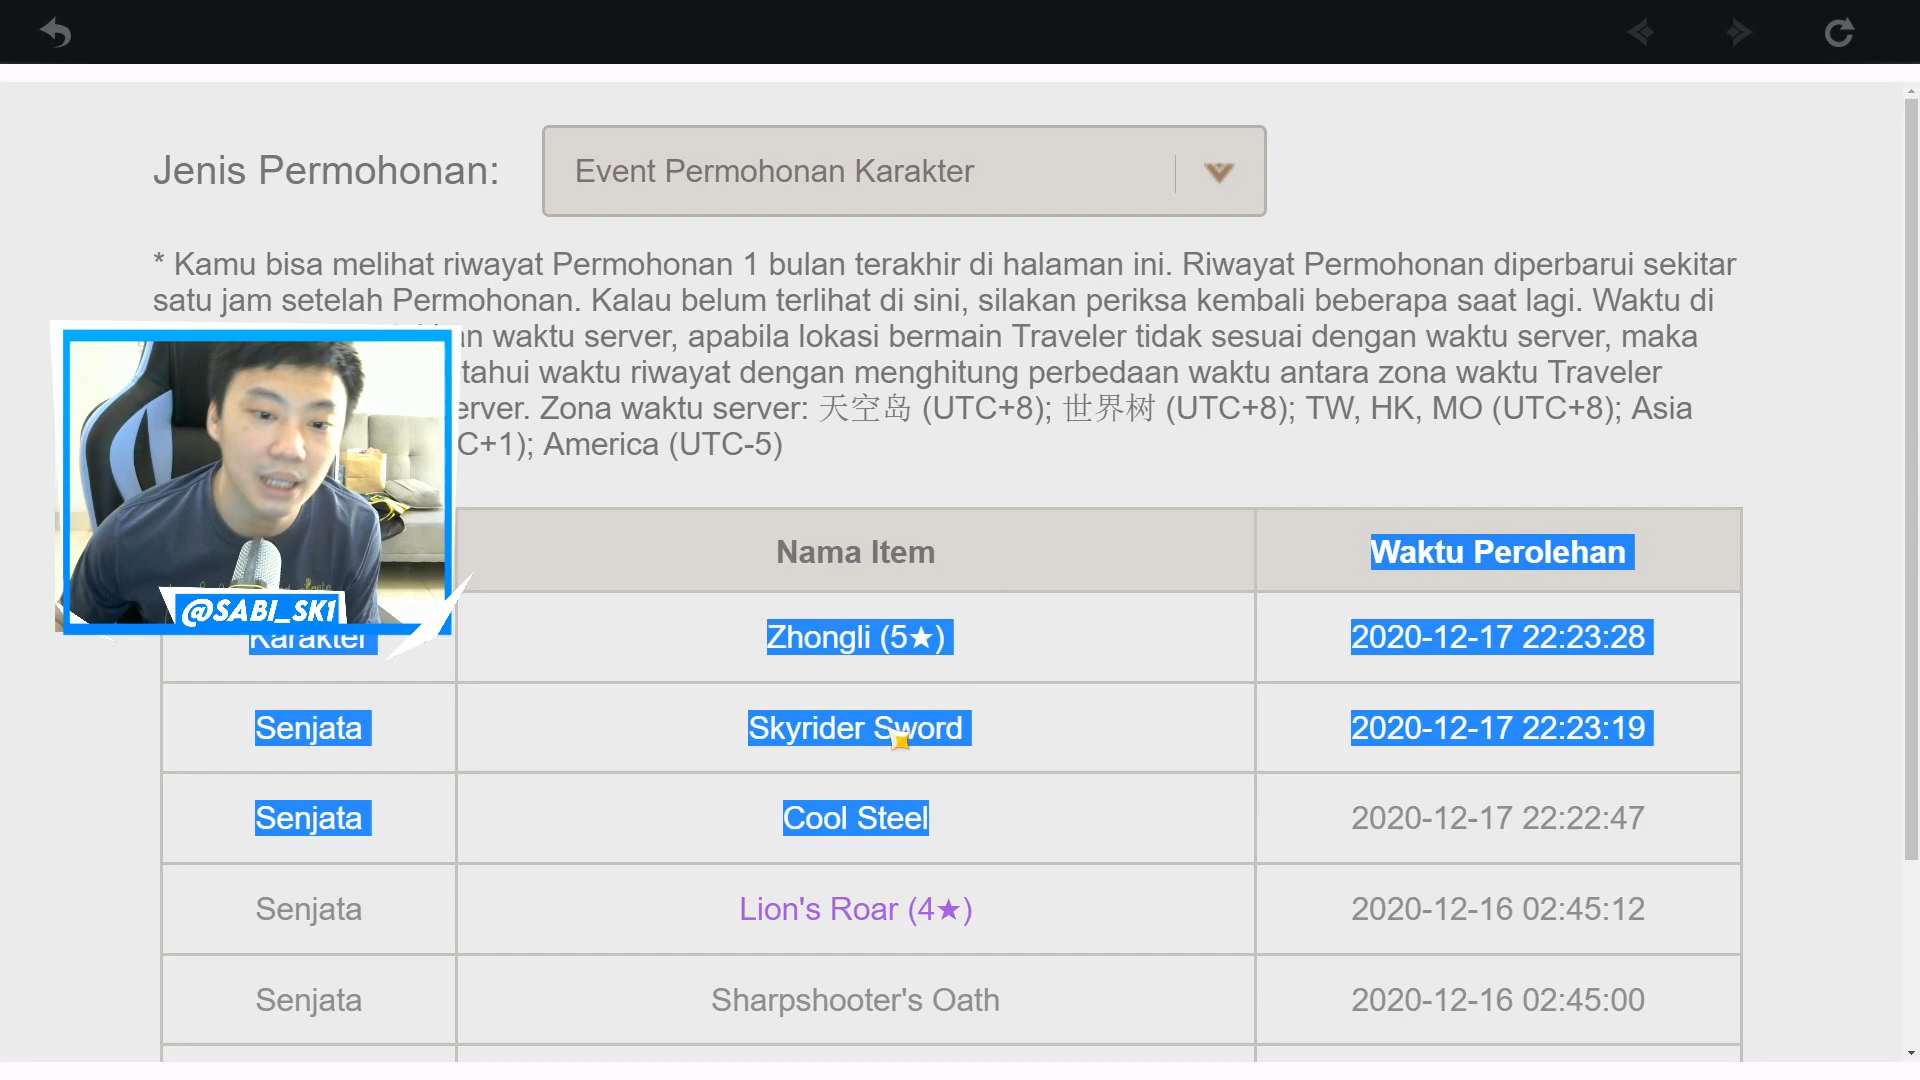 Jenis Permohonan:
Event Permohonan Karakter
* Kamu bisa melihat riwayat Permohonan 1 bulan terakhir di halaman ini. Riwayat Permohonan diperbarui sekitar
satu jam setelah Permohonan. Kalau belum terlihat di sini, silakan periksa kembali beberapa saat lagi. Waktu di
waktu server, apabila lokasi bermain Traveler tidak sesuai dengan waktu server, maka
waktu riwayat dengan menghitung perbedaan waktu antara zona waktu Traveler
Zona waktu server: 天空岛 (UTC+8); 世界树 (UTC+8); TW, HK, MO (UTC+8); Asia
C+1); America (UTC-5)
Nama Item
Waktu Perolehan
@SABI_SK1
Karakter
Zhongli (5★)
2020-12-17 22:23:28
Senjata
Skyrider Sword
2020-12-17 22:23:19
Senjata
Cool Steel
2020-12-17 22:22:47
Senjata
Lion's Roar (4★)
2020-12-16 02:45:12
Senjata
Sharpshooter's Oath
2020-12-16 02:45:00